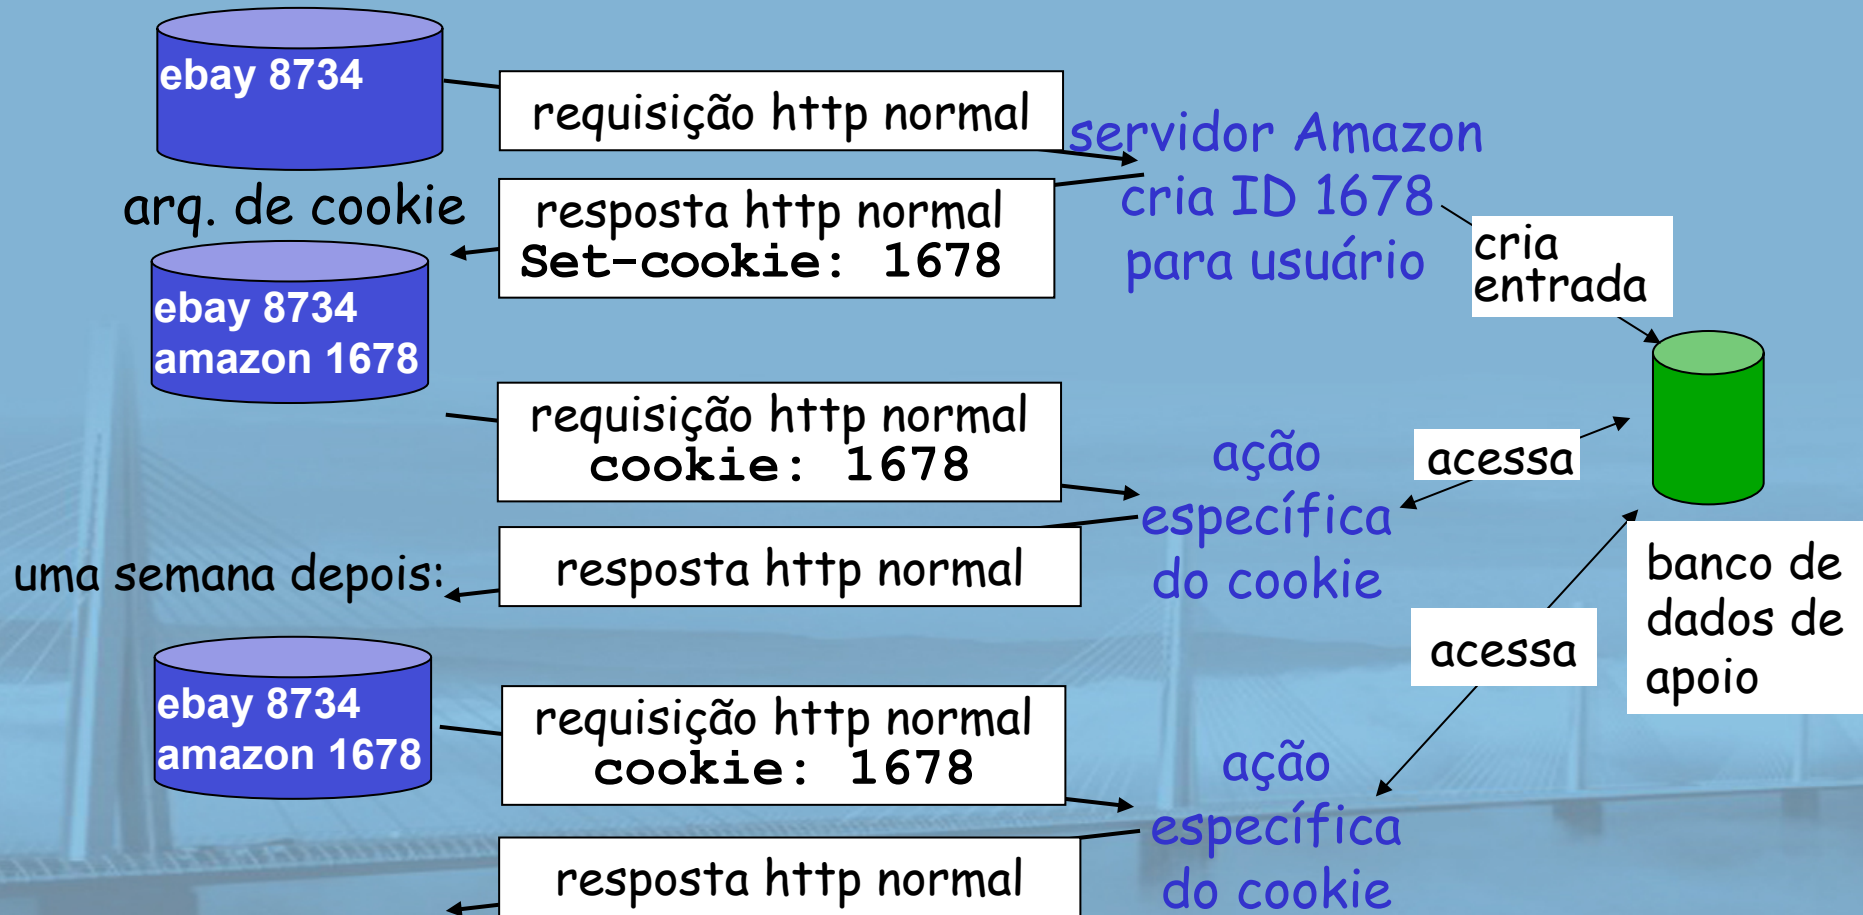 ebay 8734
requisição http normal
servidor Amazon
cria ID 1678
para usuário
arq. de cookie
resposta http normal
Set-cookie: 1678
cria
entrada
ebay 8734
amazon 1678
requisição http normal
cookie: 1678
ação
específica
do cookie
acessa
uma semana depois:
resposta http normal
banco de
dados de
apoio
acessa
ebay 8734
amazon 1678
requisição http normal
cookie: 1678
ação
específica
do cookie
resposta http normal